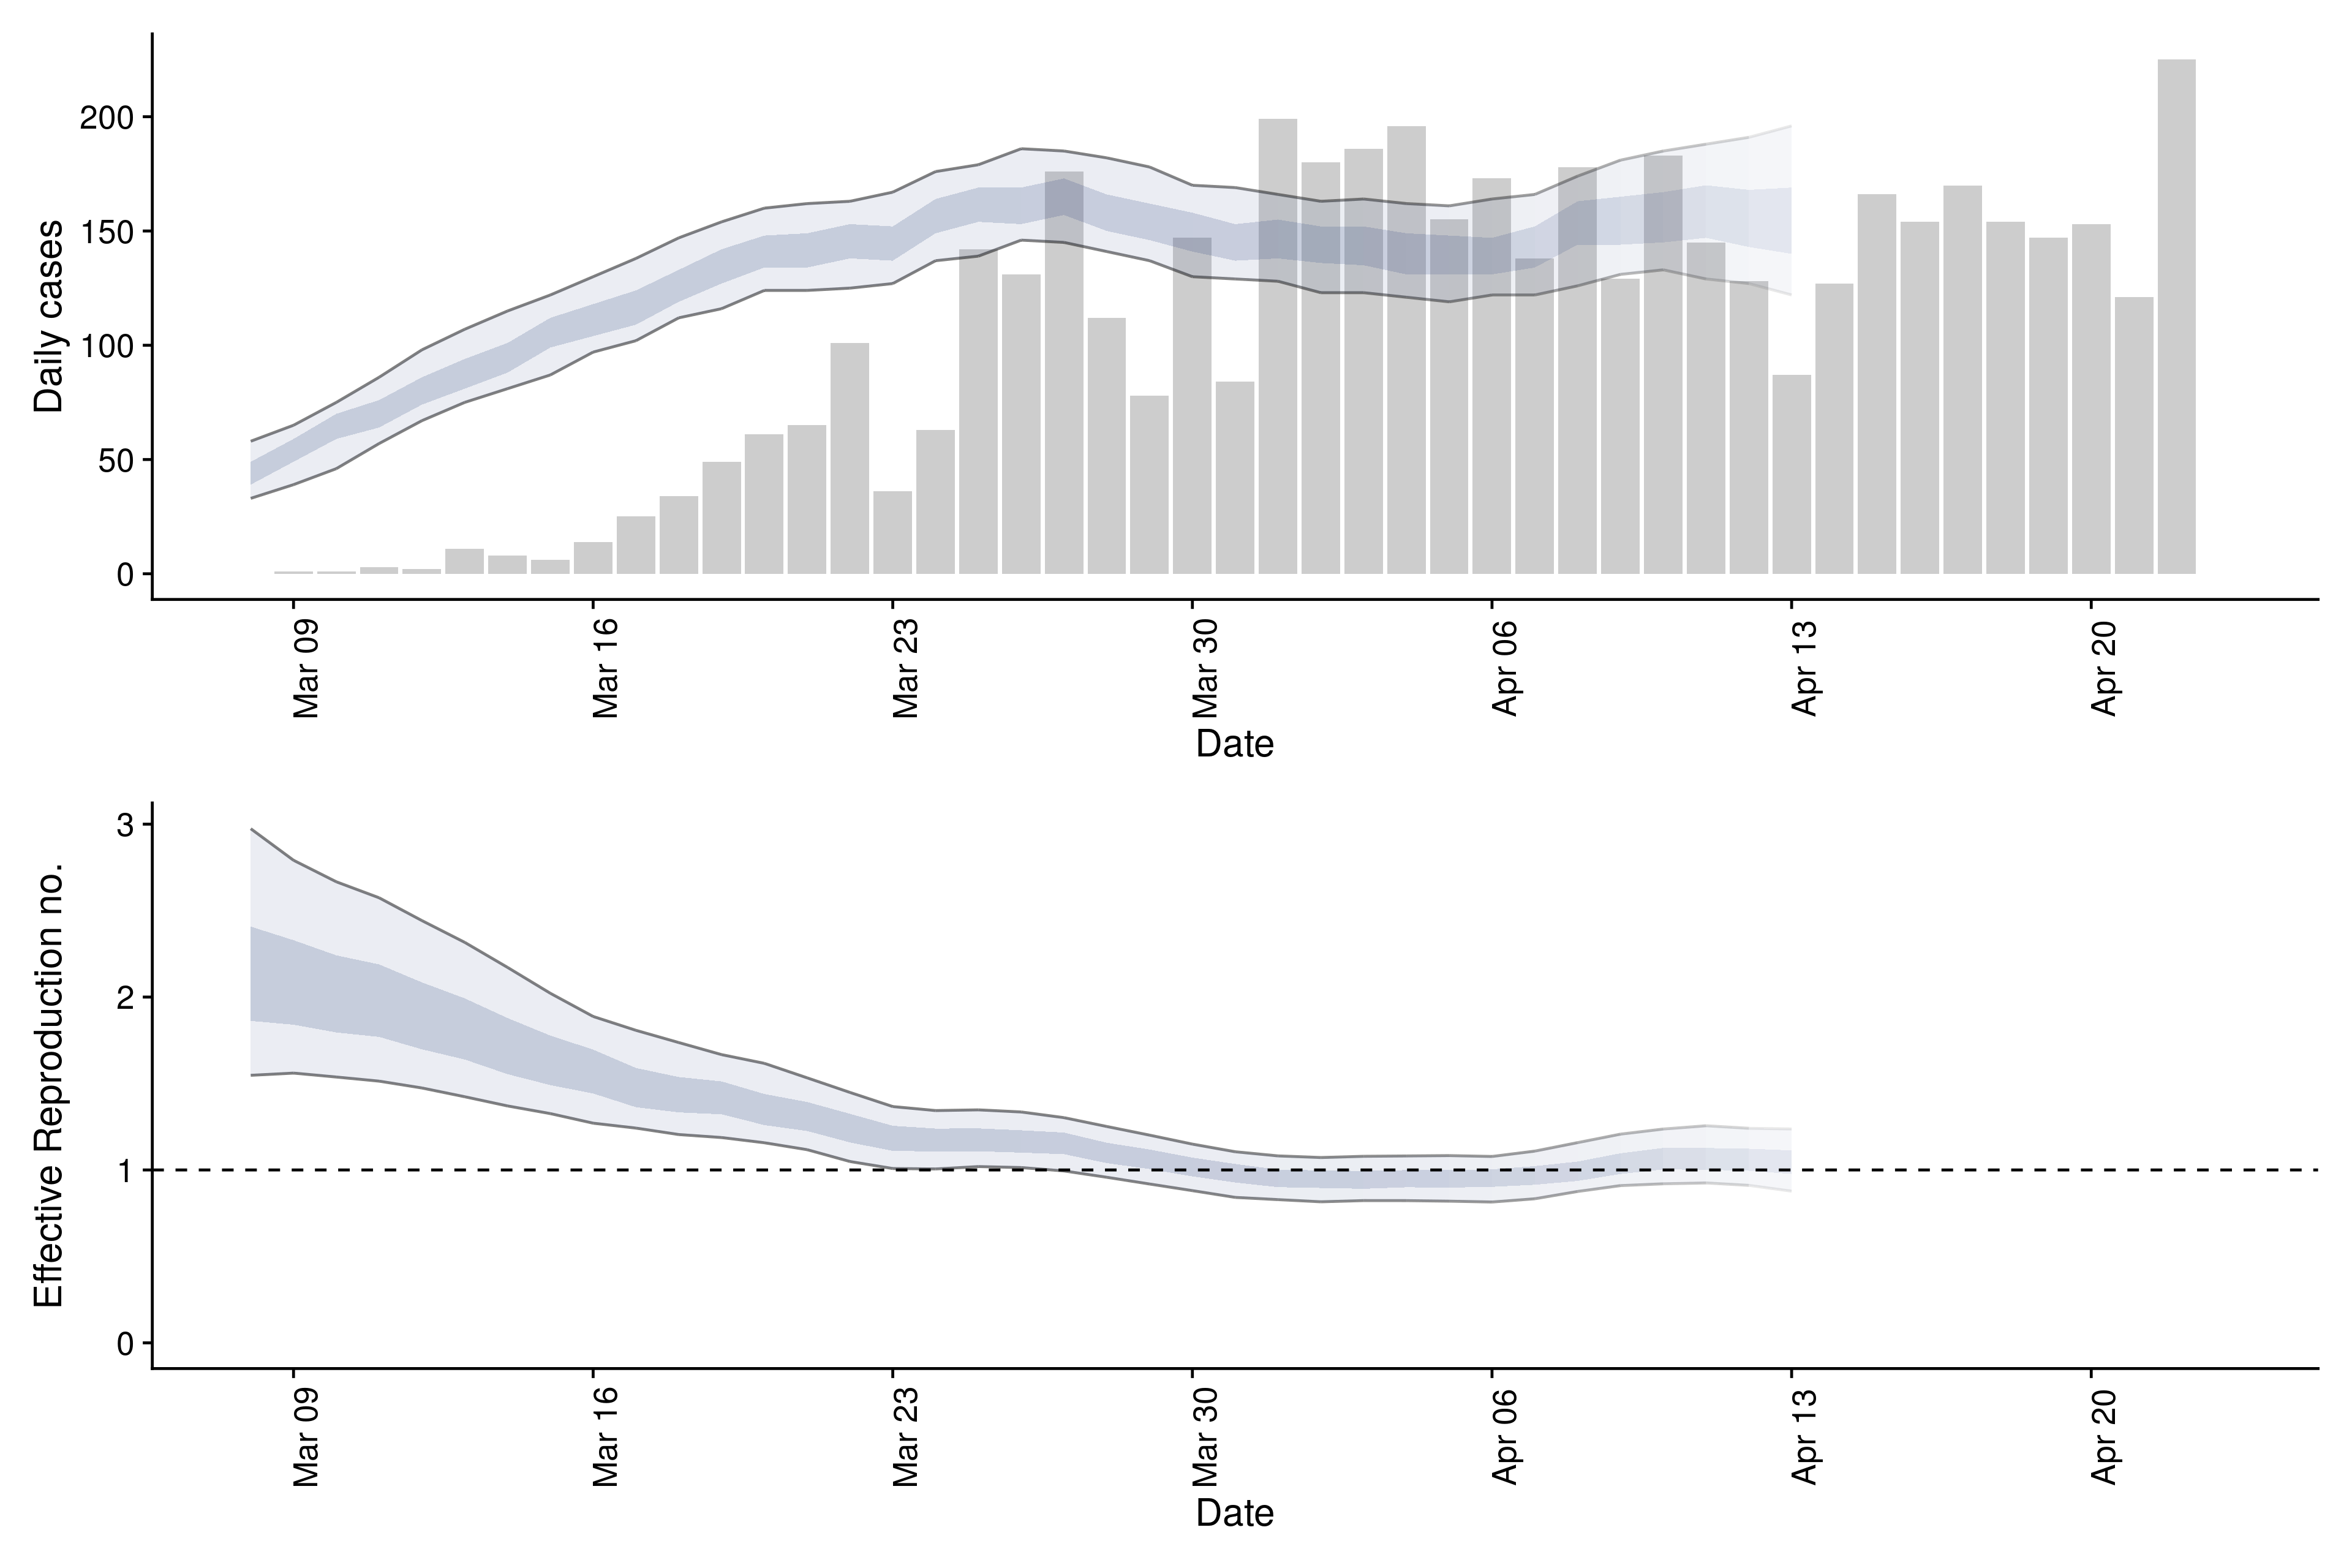 Daily cases
200
150
100
50
0
Mar 09
Mar 16
Mar 23
Mar 30
Apr 06
Apr 13
Apr 20
Date
Effective Reproduction no.
3
2
1
0
Mar 09
Mar 16
Mar 23
Mar 30
Apr 06
Apr 13
Apr 20
Date